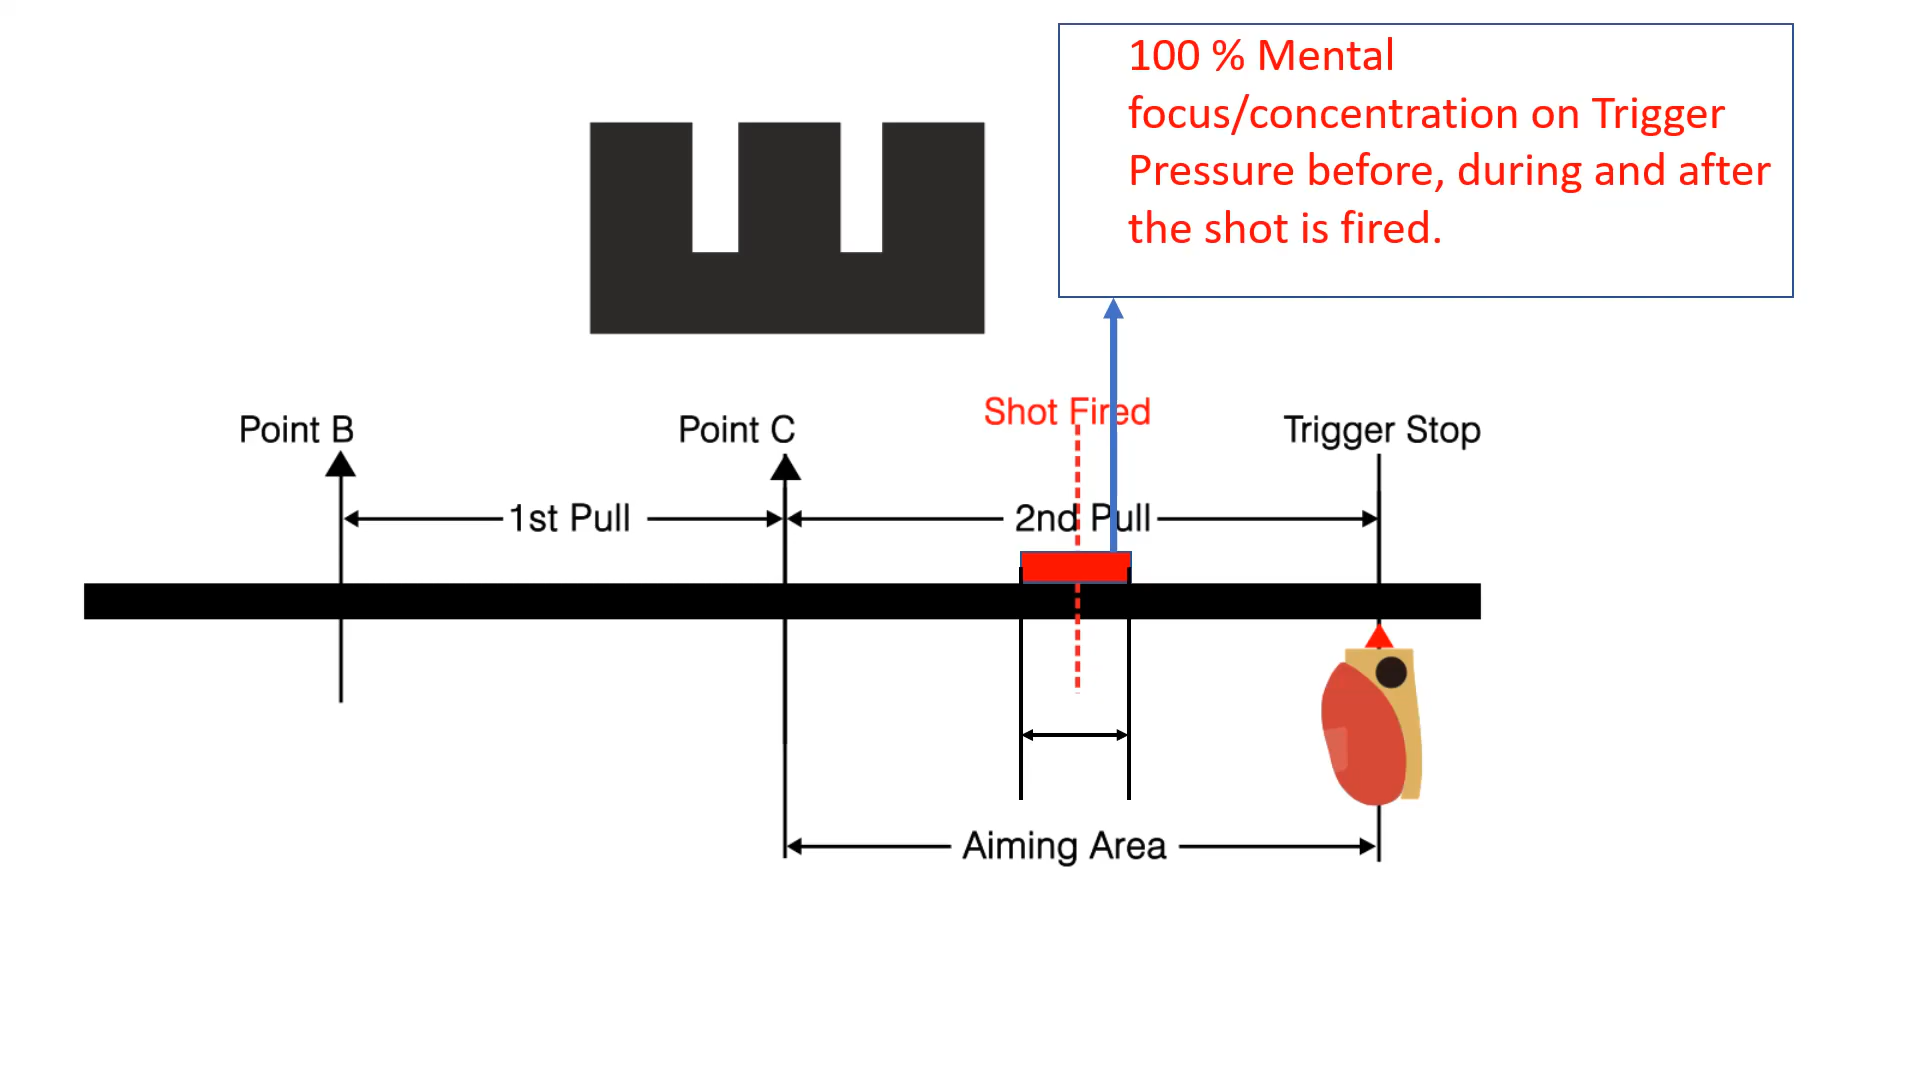 100 % Mental
focus/concentration on Trigger
Pressure before, during and after
the shot is fired.
Shot Fired
Point B
Point C
Trigger Stop
1st Pull
2nd Pull
Aiming Area